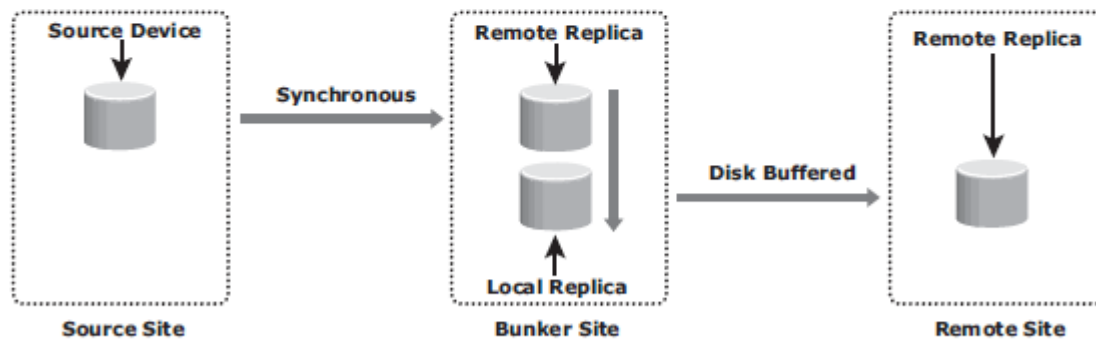 Source Device
Synchronous
Source Site
Remote Replica
Local Replica
Bunker Site
Disk Buffered
Remote Replica
Remote Site